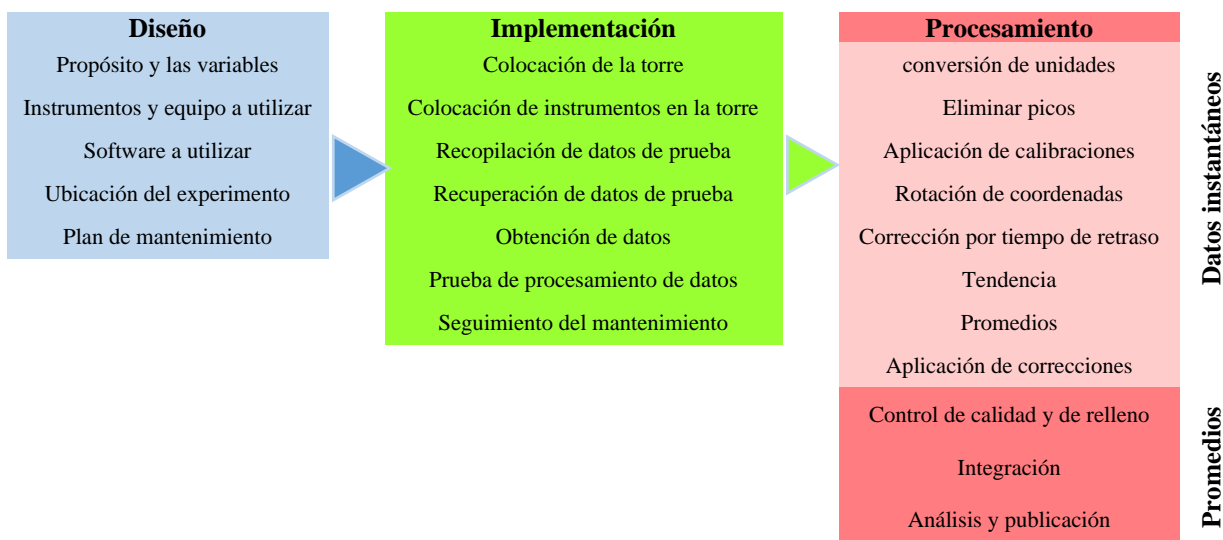 Diseño
Propósito y las variables
Instrumentos y equipo a utilizar
Software a utilizar
Ubicación del experimento
Plan de mantenimiento
Implementación
Colocación de la torre
Colocación de instrumentos en la torre
Recopilación de datos de prueba
Recuperación de datos de prueba
Obtención de datos
Prueba de procesamiento de datos
Seguimiento del mantenimiento
Procesamiento
conversión de unidades
Eliminar picos
Aplicación de calibraciones
Rotación de coordenadas
Corrección por tiempo de retraso
Tendencia
Promedios
Aplicación de correcciones
Control de calidad y de relleno
Integración
Análisis y publicación
Datos instantáneos
Promedios